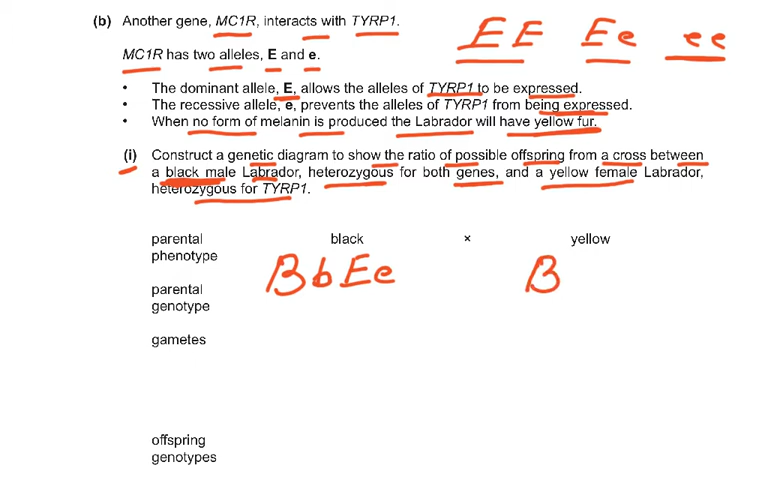 (b) Another gene, MC1R, interacts with TYRP1.
EE Ee ee
MC1R has two alleles, E and e.
• The dominant allele, E, allows the alleles of TYRP1 to be expressed.
• The recessive allele, e, prevents the alleles of TYRP1 from being expressed.
• When no form of melanin is produced the Labrador will have yellow fur.
(i) Construct a genetic diagram to show the ratio of possible offspring from a cross between
a black male Labrador, heterozygous for both genes, and a yellow female Labrador,
heterozygous for TYRP1.
parental black × yellow
phenotype
BbEe B
parental
genotype
gametes
offspring
genotypes